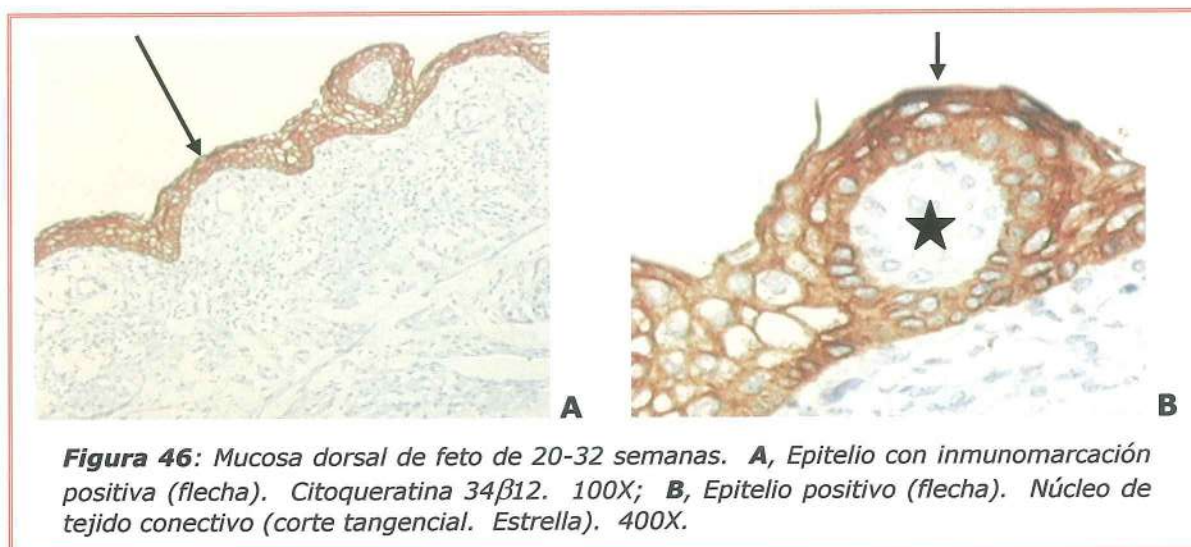 A
B
Figura 46: Mucosa dorsal de feto de 20-32 semanas. A, Epitelio con inmunomarcación
positiva (flecha). Citoqueratina 34β12. 100X; B, Epitelio positivo (flecha). Núcleo de
tejido conectivo (corte tangencial. Estrella). 400X.